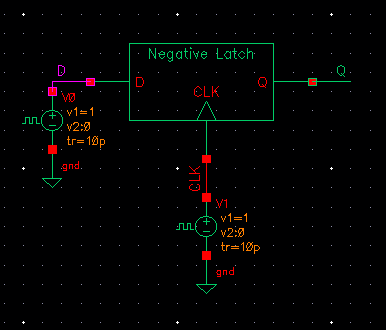 Negative Latch
D
D
Q
Q
CLK
V0
v1=1
v2:0
tr=10p
gnd
CLK
V1
v1=1
v2:0
tr=10p
gnd